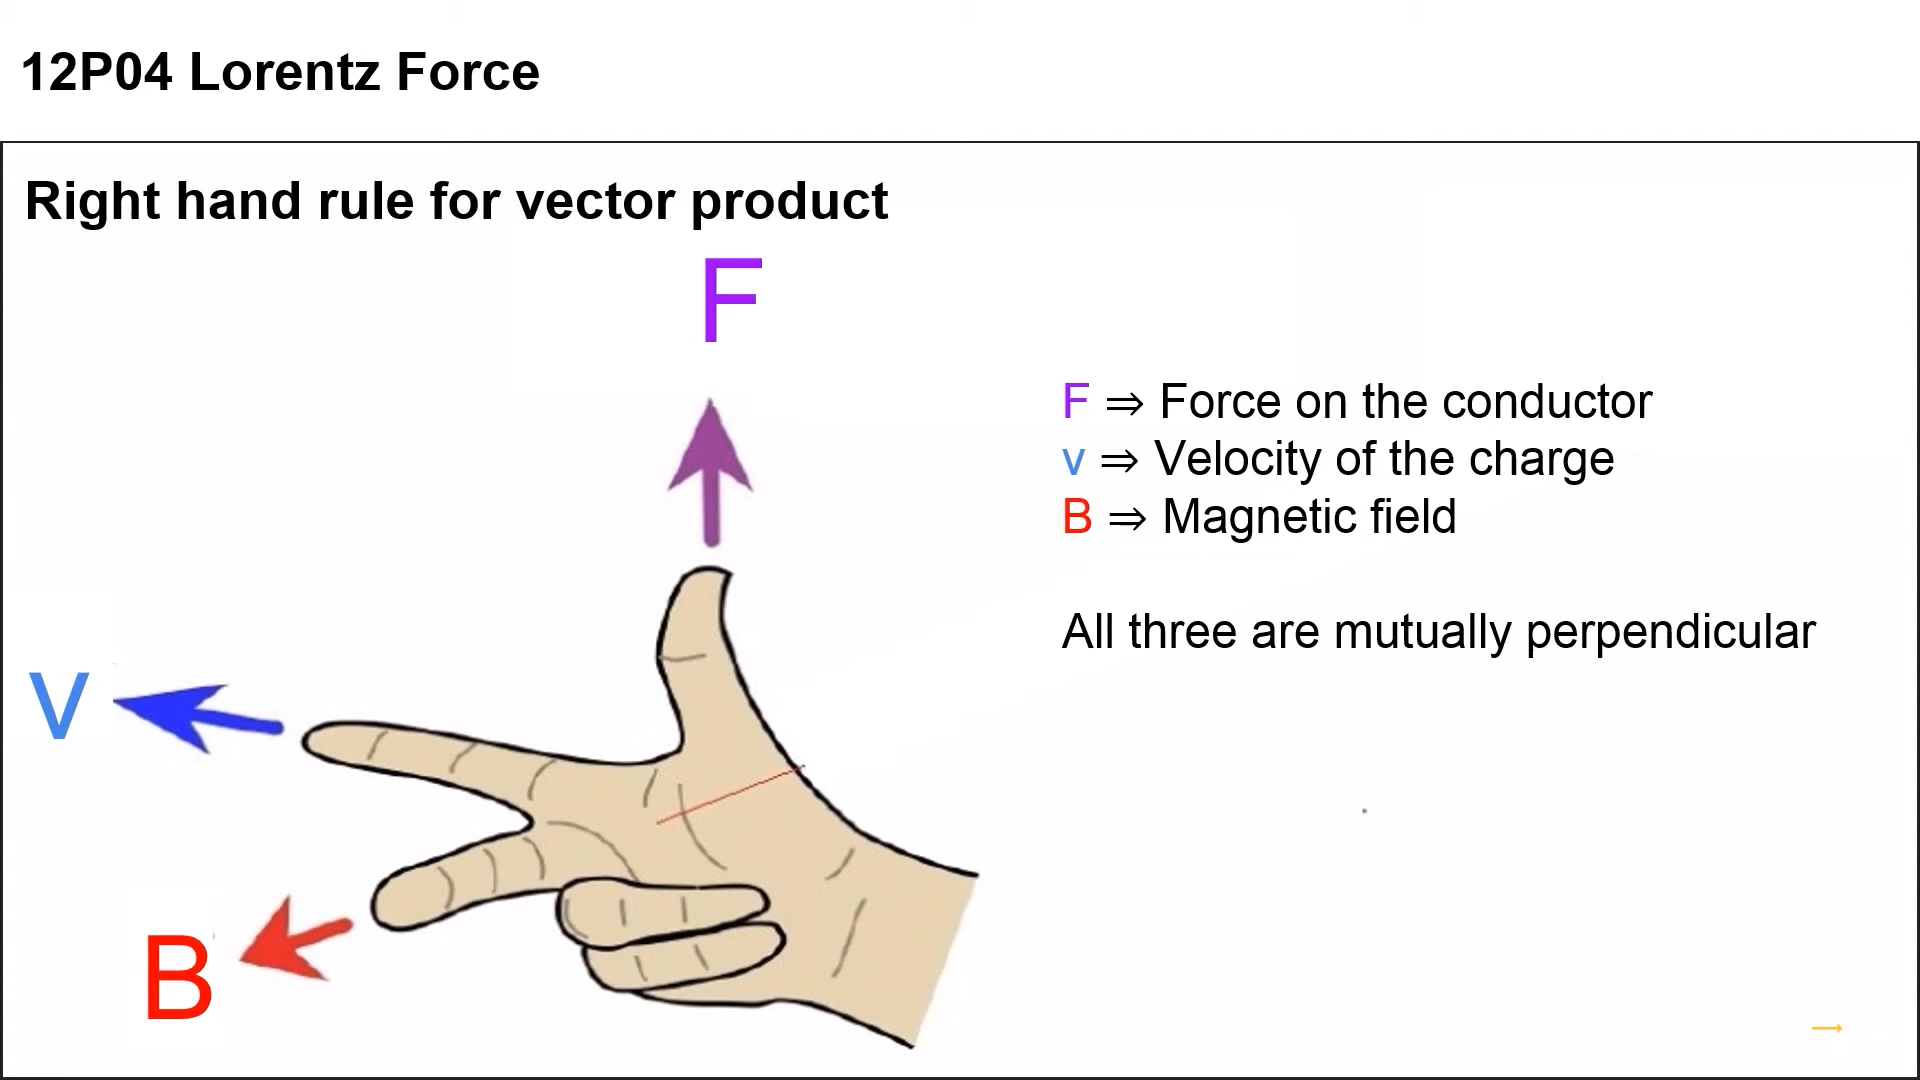 12P04 Lorentz Force
Right hand rule for vector product
F
F ⇒ Force on the conductor
v ⇒ Velocity of the charge
B ⇒ Magnetic field
All three are mutually perpendicular
v
B